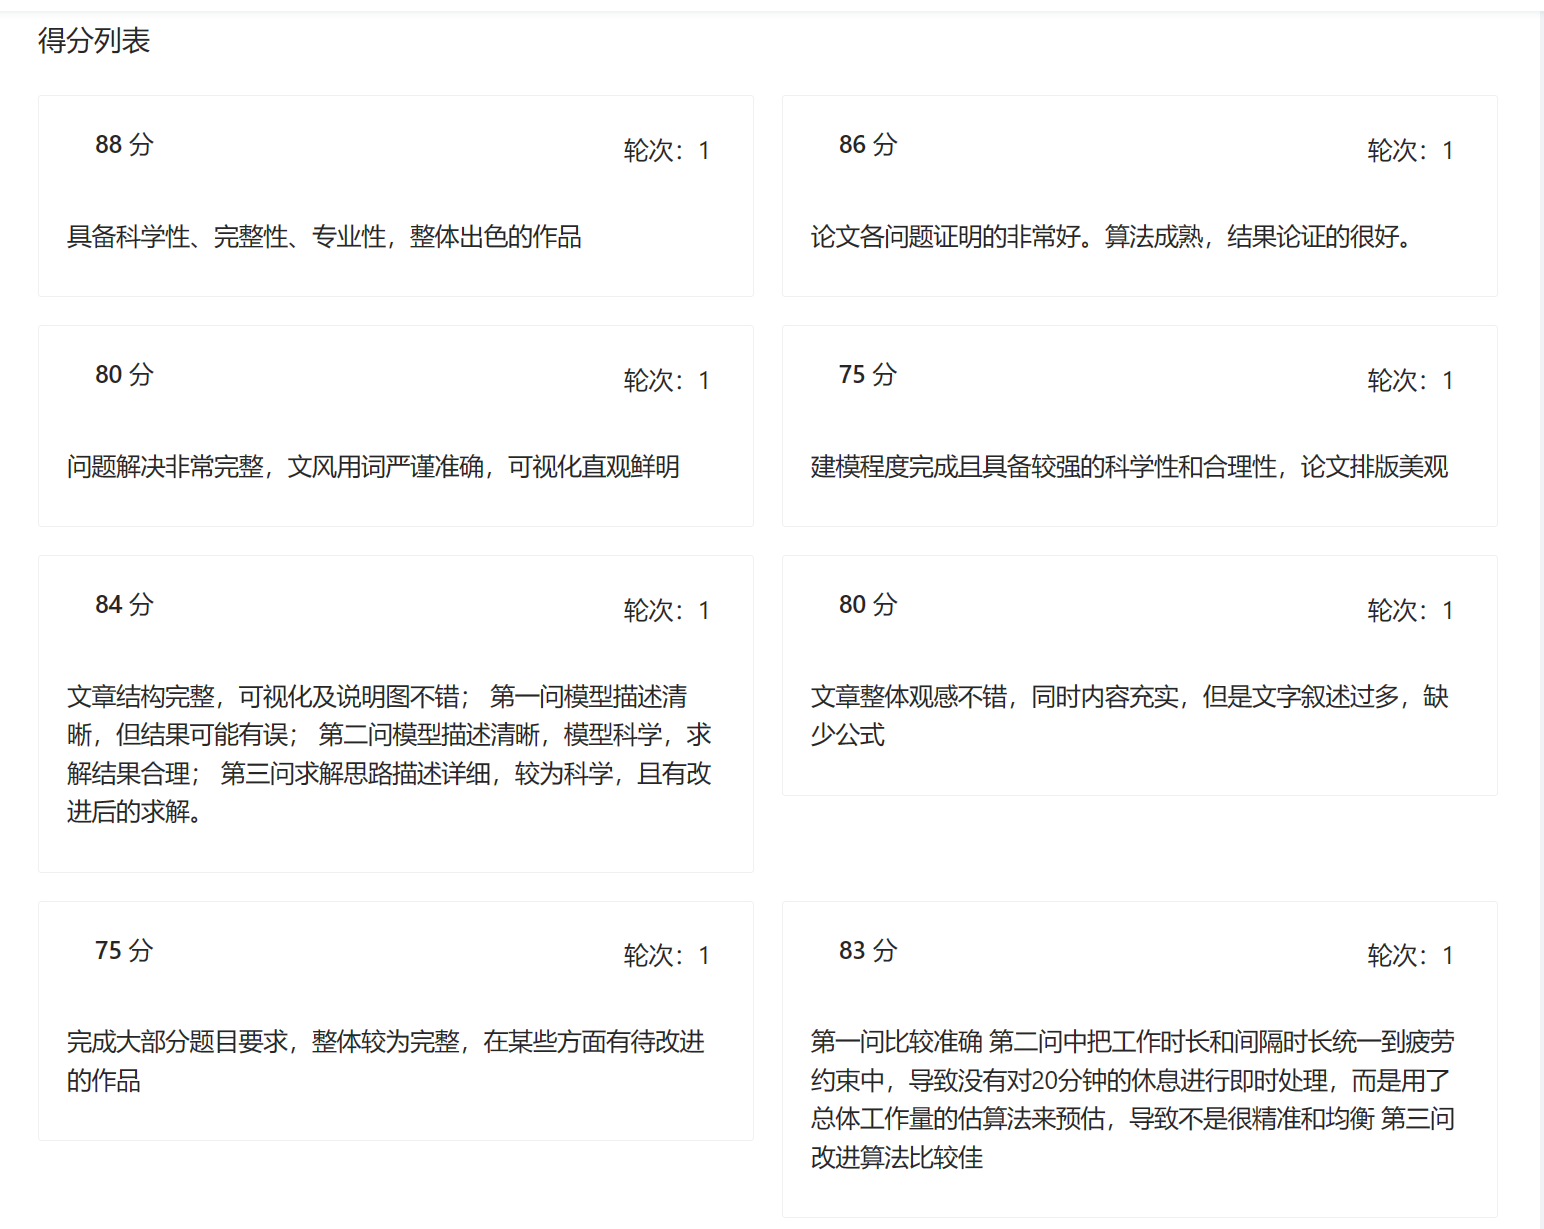 得分列表
88 分
轮次：1
具备科学性、完整性、专业性，整体出色的作品
86 分
轮次：1
论文各问题证明的非常好。算法成熟，结果论证的很好。
80 分
轮次：1
问题解决非常完整，文风用词严谨准确，可视化直观鲜明
75 分
轮次：1
建模程度完成且具备较强的科学性和合理性，论文排版美观
84 分
轮次：1
文章结构完整，可视化及说明图不错； 第一问模型描述清
晰，但结果可能有误； 第二问模型描述清晰，模型科学，求
解结果合理； 第三问求解思路描述详细，较为科学，且有改
进后的求解。
80 分
轮次：1
文章整体观感不错，同时内容充实，但是文字叙述过多，缺
少公式
75 分
轮次：1
完成大部分题目要求，整体较为完整，在某些方面有待改进
的作品
83 分
轮次：1
第一问比较准确 第二问中把工作时长和间隔时长统一到疲劳
约束中，导致没有对20分钟的休息进行即时处理，而是用了
总体工作量的估算法来预估，导致不是很精准和均衡 第三问
改进算法比较佳